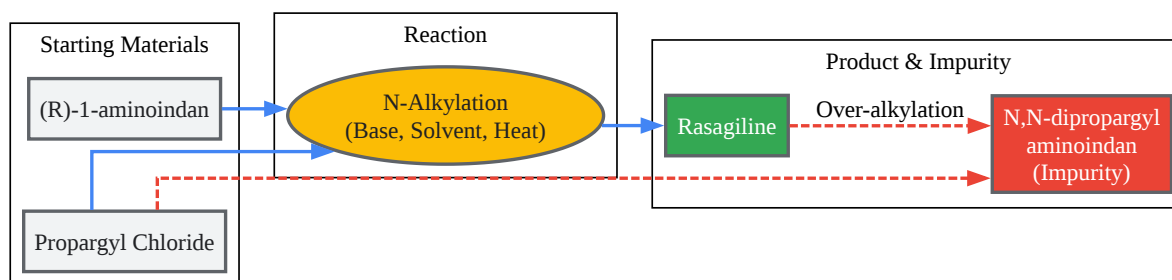 Starting Materials
(R)-1-aminoindan
Propargyl Chloride
Reaction
N-Alkylation
(Base, Solvent, Heat)
Product & Impurity
Rasagiline
Over-alkylation
N,N-dipropargyl
aminoindan
(Impurity)